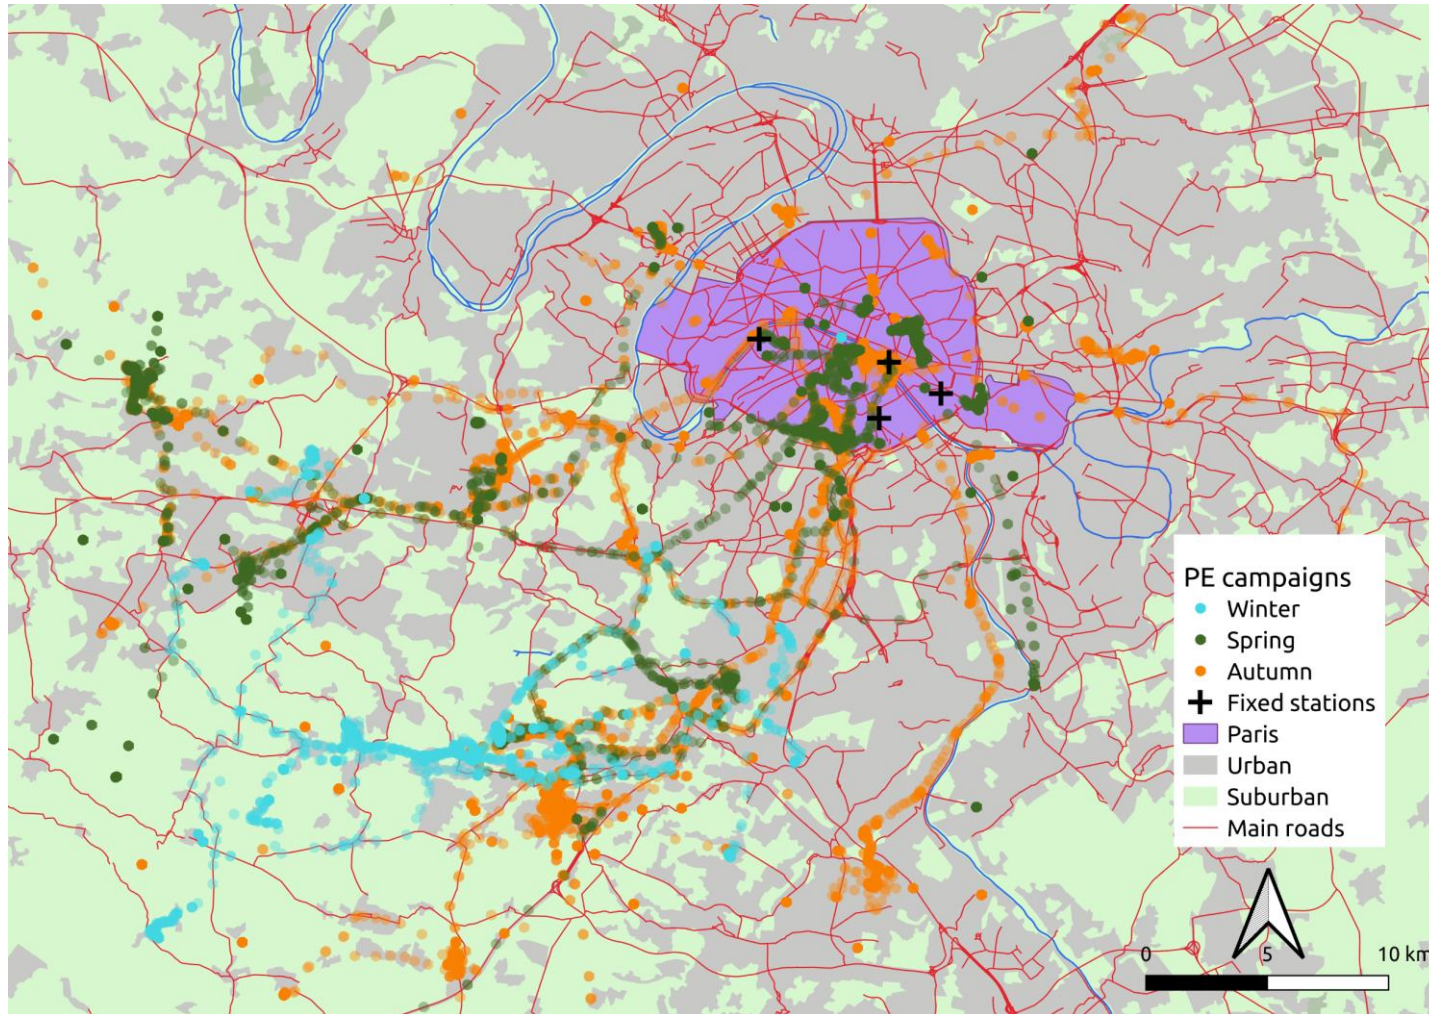 PE campaigns
Winter
Spring
Autumn
Fixed stations
Paris
Urban
Suburban
Main roads
0 5 10 km